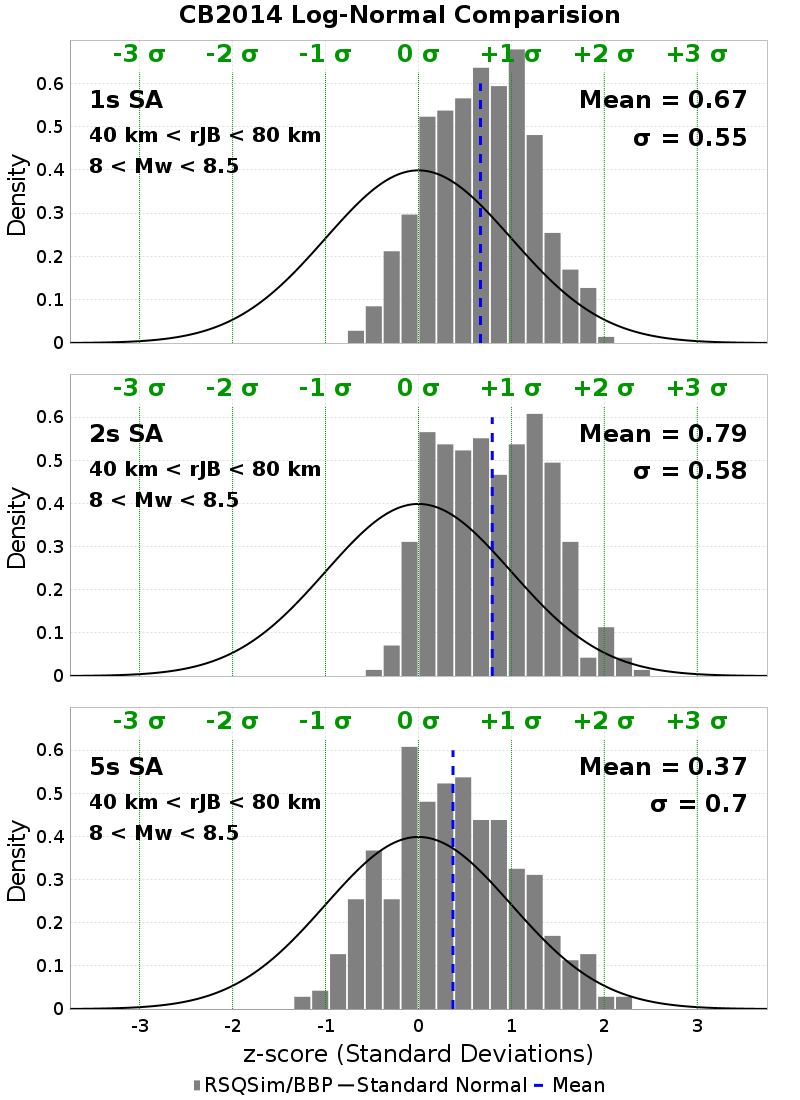 CB2014 Log-Normal Comparision
-3 σ -2 σ -1 σ 0 σ +1 σ +2 σ +3 σ
1s SA
Mean = 0.67
40 km < rJB < 80 km
σ = 0.55
8 < Mw < 8.5
0.6
0.5
0.4
0.3
0.2
0.1
0
Density
-3 σ -2 σ -1 σ 0 σ +1 σ +2 σ +3 σ
2s SA
Mean = 0.79
40 km < rJB < 80 km
σ = 0.58
8 < Mw < 8.5
0.6
0.5
0.4
0.3
0.2
0.1
0
Density
-3 σ -2 σ -1 σ 0 σ +1 σ +2 σ +3 σ
5s SA
Mean = 0.37
40 km < rJB < 80 km
σ = 0.7
8 < Mw < 8.5
0.6
0.5
0.4
0.3
0.2
0.1
0
Density
-3 -2 -1 0 1 2 3
z-score (Standard Deviations)
RSQSim/BBP Standard Normal Mean